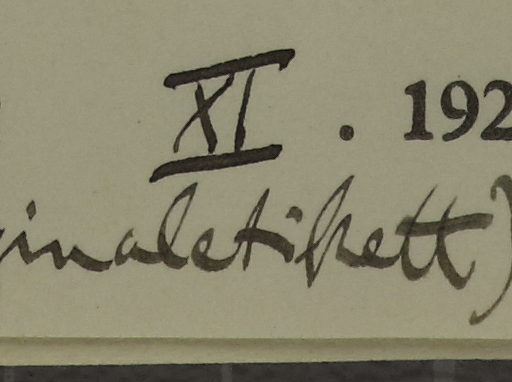 XI . 192
inaletikett)